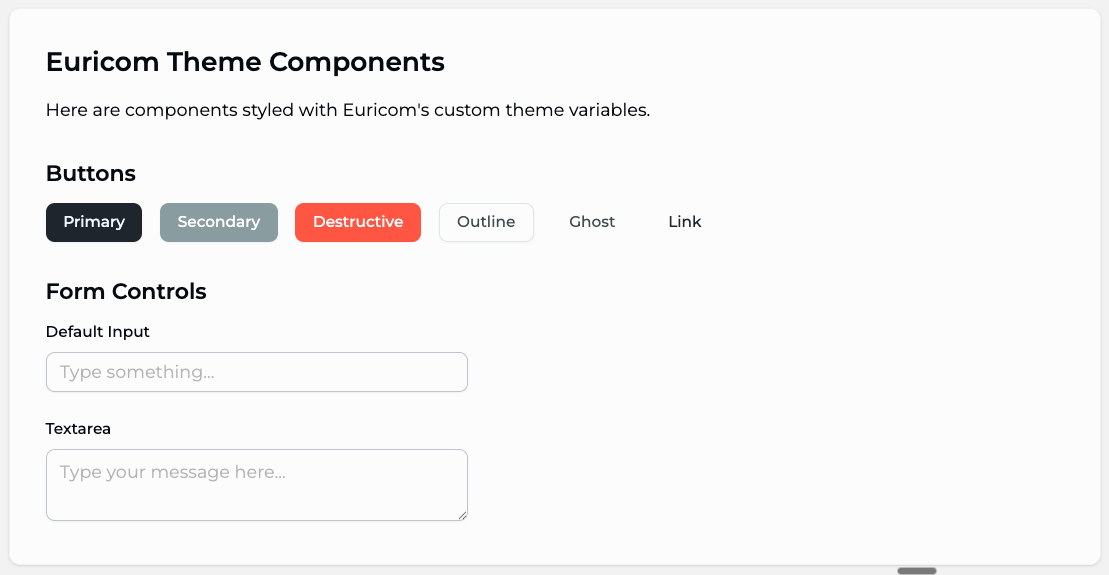 Euricom Theme Components
Here are components styled with Euricom's custom theme variables.
Buttons
Primary Secondary Destructive Outline Ghost Link
Form Controls
Default Input
Type something...
Textarea
Type your message here...